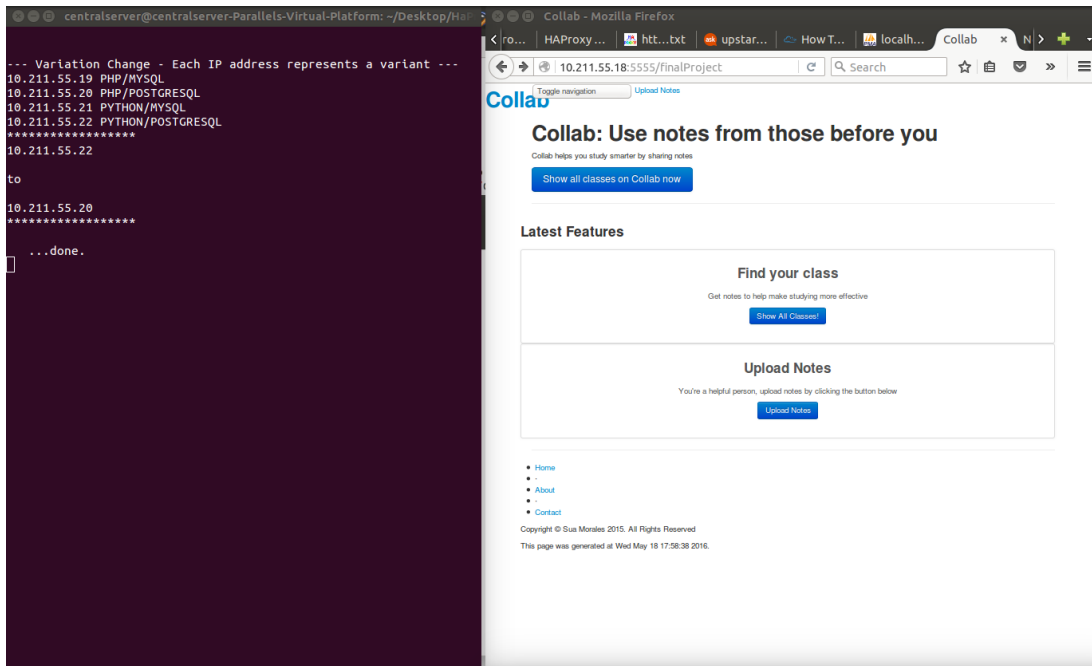 centralserver@centralserver-Parallels-Virtual-Platform: ~/Desktop/HaP
--- Variation Change - Each IP address represents a variant ---
10.211.55.19 PHP/MYSQL
10.211.55.20 PHP/POSTGRESQL
10.211.55.21 PYTHON/MYSQL
10.211.55.22 PYTHON/POSTGRESQL
******************
10.211.55.22
to
10.211.55.20
******************
...done.
Collab - Mozilla Firefox
ro... HAProxy ... htt...txt upstar... How T... localh... Collab × N
10.211.55.18:5555/finalProject Search
Collab Toggle navigation Upload Notes
Collab: Use notes from those before you
Collab helps you study smarter by sharing notes
Show all classes on Collab now
Latest Features
Find your class
Get notes to help make studying more effective
Show All Classes!
Upload Notes
You're a helpful person, upload notes by clicking the button below
Upload Notes
• Home
• ·
• About
• ·
• Contact
Copyright © Sua Morales 2015. All Rights Reserved
This page was generated at Wed May 18 17:58:38 2016.